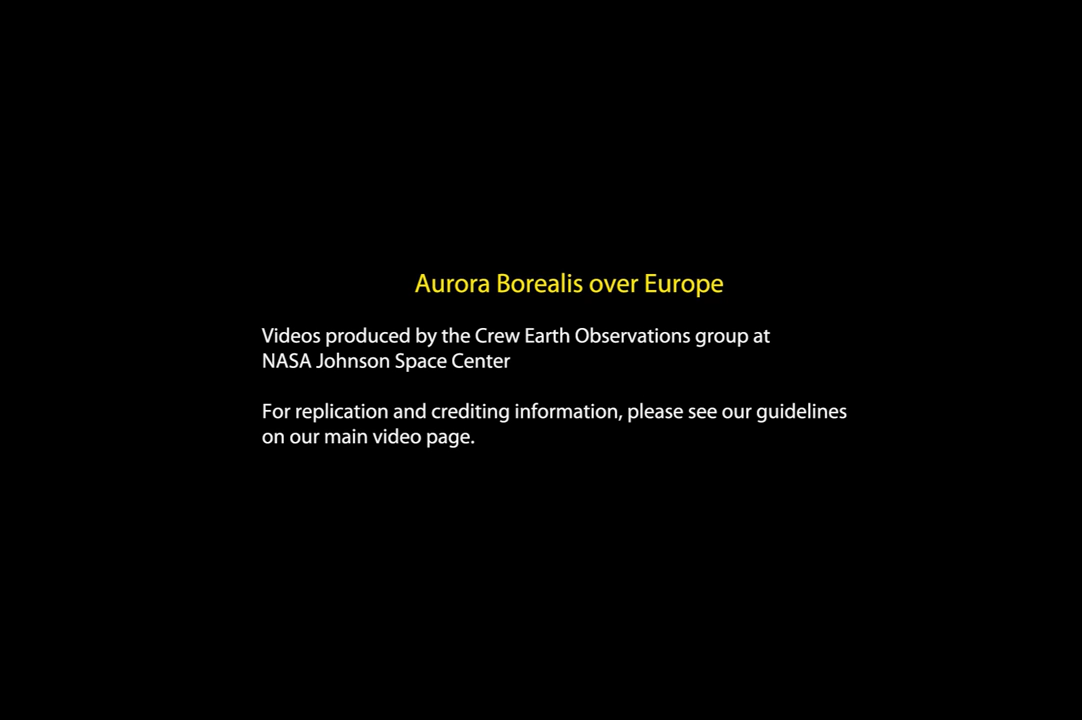 Aurora Borealis over Europe
Videos produced by the Crew Earth Observations group at
NASA Johnson Space Center
For replication and crediting information, please see our guidelines
on our main video page.